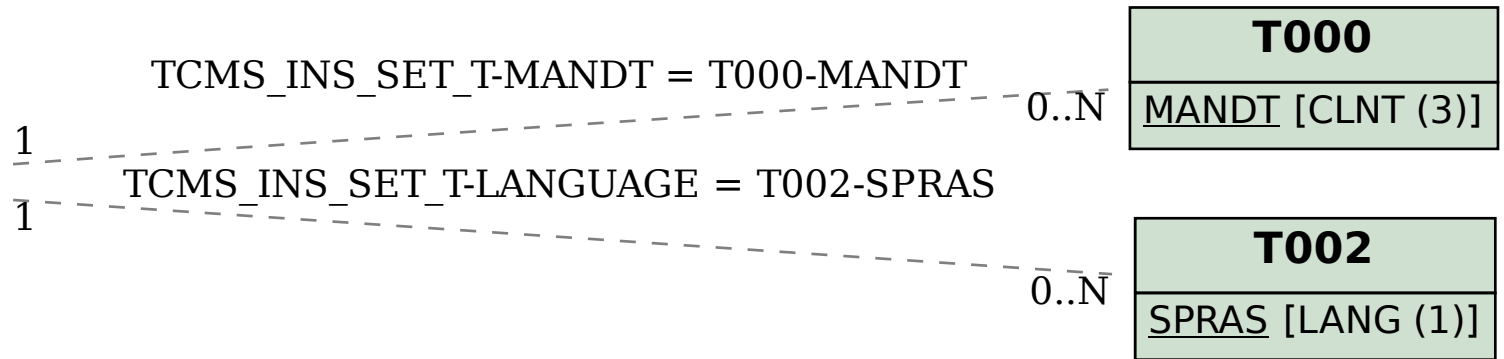 T000
TCMS_INS_SET_T-MANDT = T000-MANDT
0..N
MANDT [CLNT (3)]
1
TCMS_INS_SET_T-LANGUAGE = T002-SPRAS
1
T002
0..N
SPRAS [LANG (1)]